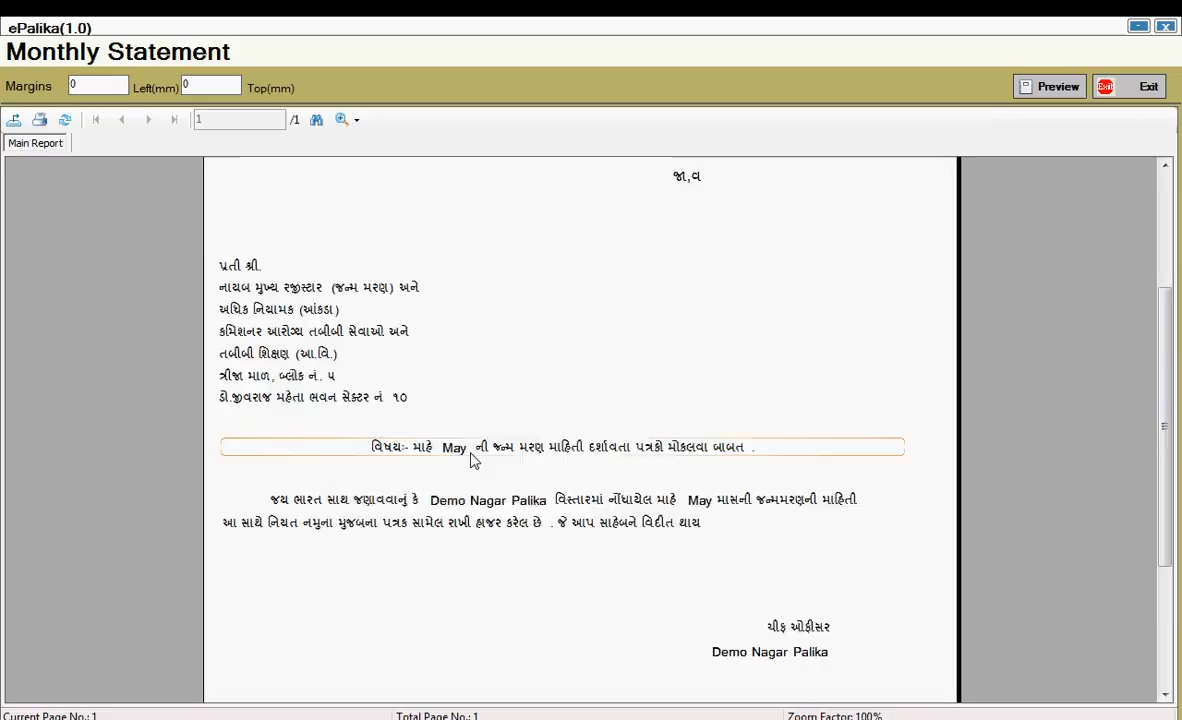 ePalika(1.0)
Monthly Statement
Margins 0 Left(mm) 0 Top(mm) Preview Exit Exit
1 /1
Main Report
જા,વ
પ્રતી શ્રી.
નાયબ મુખ્ય રજીસ્ટાર (જન્મ મરણ) અને
અધિક નિયામક (આંકડા)
કમિશનર આરોગ્ય તબીબી સેવાઓ અને
તબીબી શિક્ષણ (આ.વિ.)
ત્રીજા માળ, બ્લોક નં. ૫
ડો.જીવરાજ મહેતા ભવન સેક્ટર નં ૧૦
વિષયઃ- માહે May ની જન્મ મરણ માહિતી દર્શાવતા પત્રકો મોકલવા બાબત .
જય ભારત સાથ જણાવવાનું કે Demo Nagar Palika વિસ્તારમાં નોંધાયેલ માહે May માસની જન્મમરણની માહિતી
આ સાથે નિયત નમુના મુજબના પત્રક સામેલ રાખી હાજર કરેલ છે . જે આપ સાહેબને વિદીત થાય
ચીફ ઓફીસર
Demo Nagar Palika
Current Page No.: 1 Total Page No.: 1 Zoom Factor: 100%